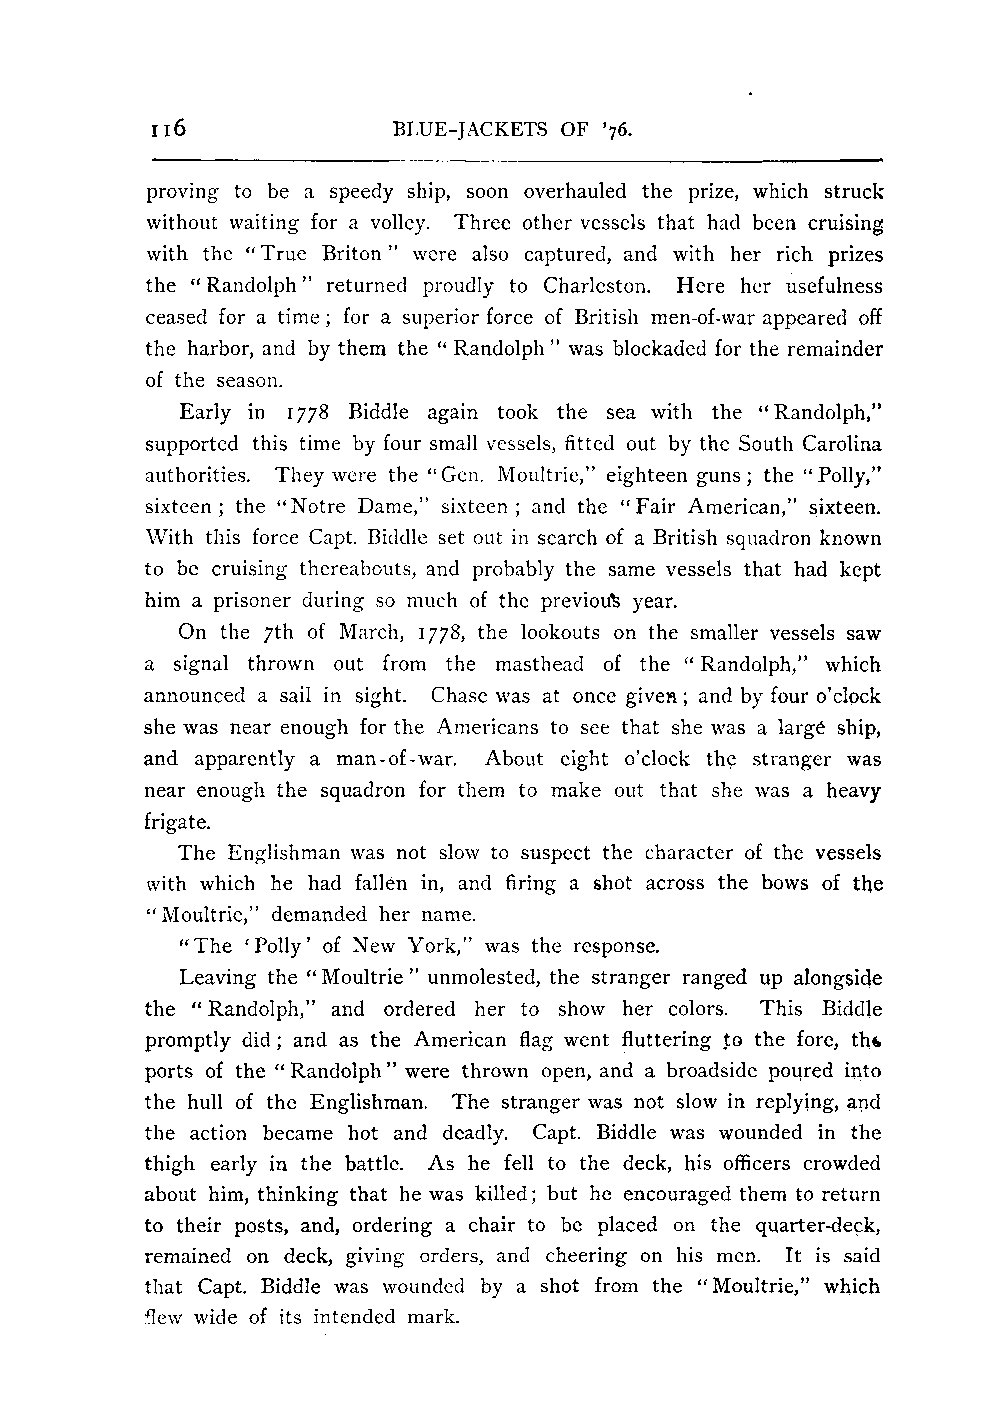 116 BLUE-JACKETS OF '76.
proving to be a speedy ship, soon overhauled the prize, which struck
without waiting for a volley. Three other vessels that had been cruising
with the "True Briton" were also captured, and with her rich prizes
the "Randolph" returned proudly to Charleston. Here her usefulness
ceased for a time; for a superior force of British men-of-war appeared off
the harbor, and by them the "Randolph" was blockaded for the remainder
of the season.
Early in 1778 Biddle again took the sea with the "Randolph,"
supported this time by four small vessels, fitted out by the South Carolina
authorities. They were the "Gen. Moultrie," eighteen guns; the "Polly,"
sixteen; the "Notre Dame," sixteen; and the "Fair American," sixteen.
With this force Capt. Biddle set out in search of a British squadron known
to be cruising thereabouts, and probably the same vessels that had kept
him a prisoner during so much of the previous year.
On the 7th of March, 1778, the lookouts on the smaller vessels saw
a signal thrown out from the masthead of the "Randolph," which
announced a sail in sight. Chase was at once given; and by four o'clock
she was near enough for the Americans to see that she was a large ship,
and apparently a man-of-war. About eight o'clock the stranger was
near enough the squadron for them to make out that she was a heavy
frigate.
The Englishman was not slow to suspect the character of the vessels
with which he had fallen in, and firing a shot across the bows of the
"Moultrie," demanded her name.
"The 'Polly' of New York," was the response.
Leaving the "Moultrie" unmolested, the stranger ranged up alongside
the "Randolph," and ordered her to show her colors. This Biddle
promptly did; and as the American flag went fluttering to the fore, the
ports of the "Randolph" were thrown open, and a broadside poured into
the hull of the Englishman. The stranger was not slow in replying, and
the action became hot and deadly. Capt. Biddle was wounded in the
thigh early in the battle. As he fell to the deck, his officers crowded
about him, thinking that he was killed; but he encouraged them to return
to their posts, and, ordering a chair to be placed on the quarter-deck,
remained on deck, giving orders, and cheering on his men. It is said
that Capt. Biddle was wounded by a shot from the "Moultrie," which
flew wide of its intended mark.